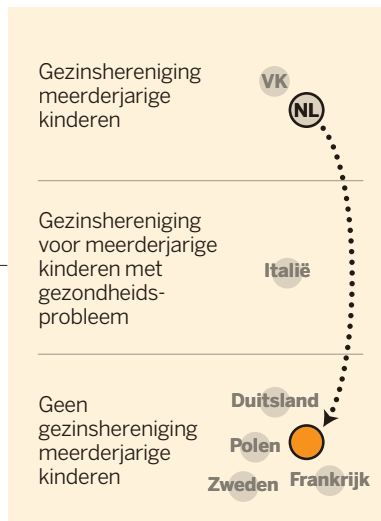 Gezinshereniging
meerderjarige
kinderen
VK
NL
Gezinshereniging
voor meerderjarige
kinderen met
gezondheids-
probleem
Italië
Geen
gezinshereniging
meerderjarige
kinderen
Duitsland
Polen
Zweden
Frankrijk